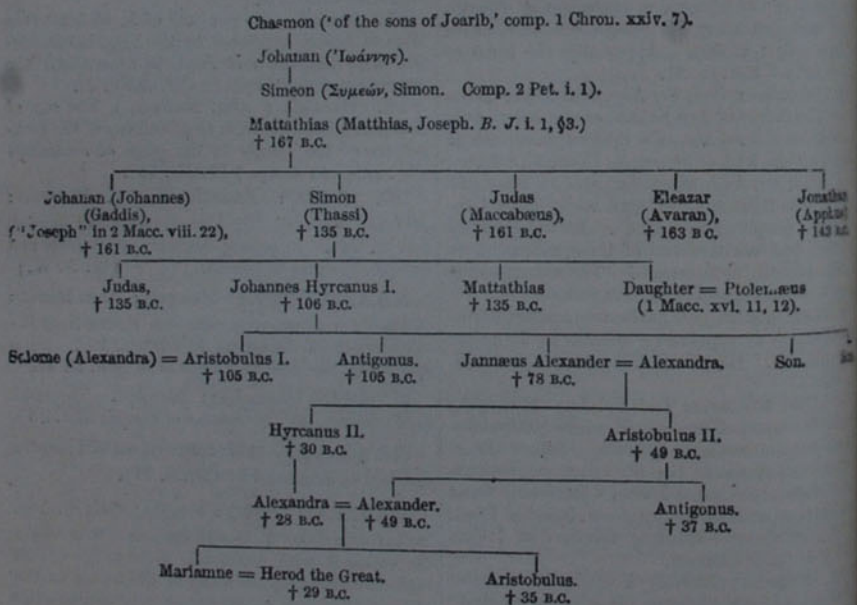 Chasmon ('of the sons of Joarib,' comp. 1 Chron. xxiv. 7).
Johanan ('Ιωάννης).
Simeon (Συμεών, Simon. Comp. 2 Pet. i. 1).
Mattathias (Matthias, Joseph. B. J. i. 1, §3.)
† 167 B.C.
Johanan (Johannes) Simon Judas Eleazar Jonathan
(Gaddis), (Thassi) (Maccabæus), (Avaran), (Apphus)
("Joseph" in 2 Macc. viii. 22), † 135 B.C. † 161 B.C. † 163 B C. † 143 B.C.
† 161 B.C.
Judas, Johannes Hyrcanus I. Mattathias Daughter = Ptolemæus
† 135 B.C. † 106 B.C. † 135 B.C. (1 Macc. xvi. 11, 12).
Salome (Alexandra) = Aristobulus I. Antigonus. Jannæus Alexander = Alexandra. Son.
† 105 B.C. † 105 B.C. † 78 B.C.
Hyrcanus II. Aristobulus II.
† 30 B.C. † 49 B.C.
Alexandra = Alexander. Antigonus.
† 28 B.C. † 49 B.C. † 37 B.C.
Mariamne = Herod the Great. Aristobulus.
† 29 B.C. † 35 B.C.